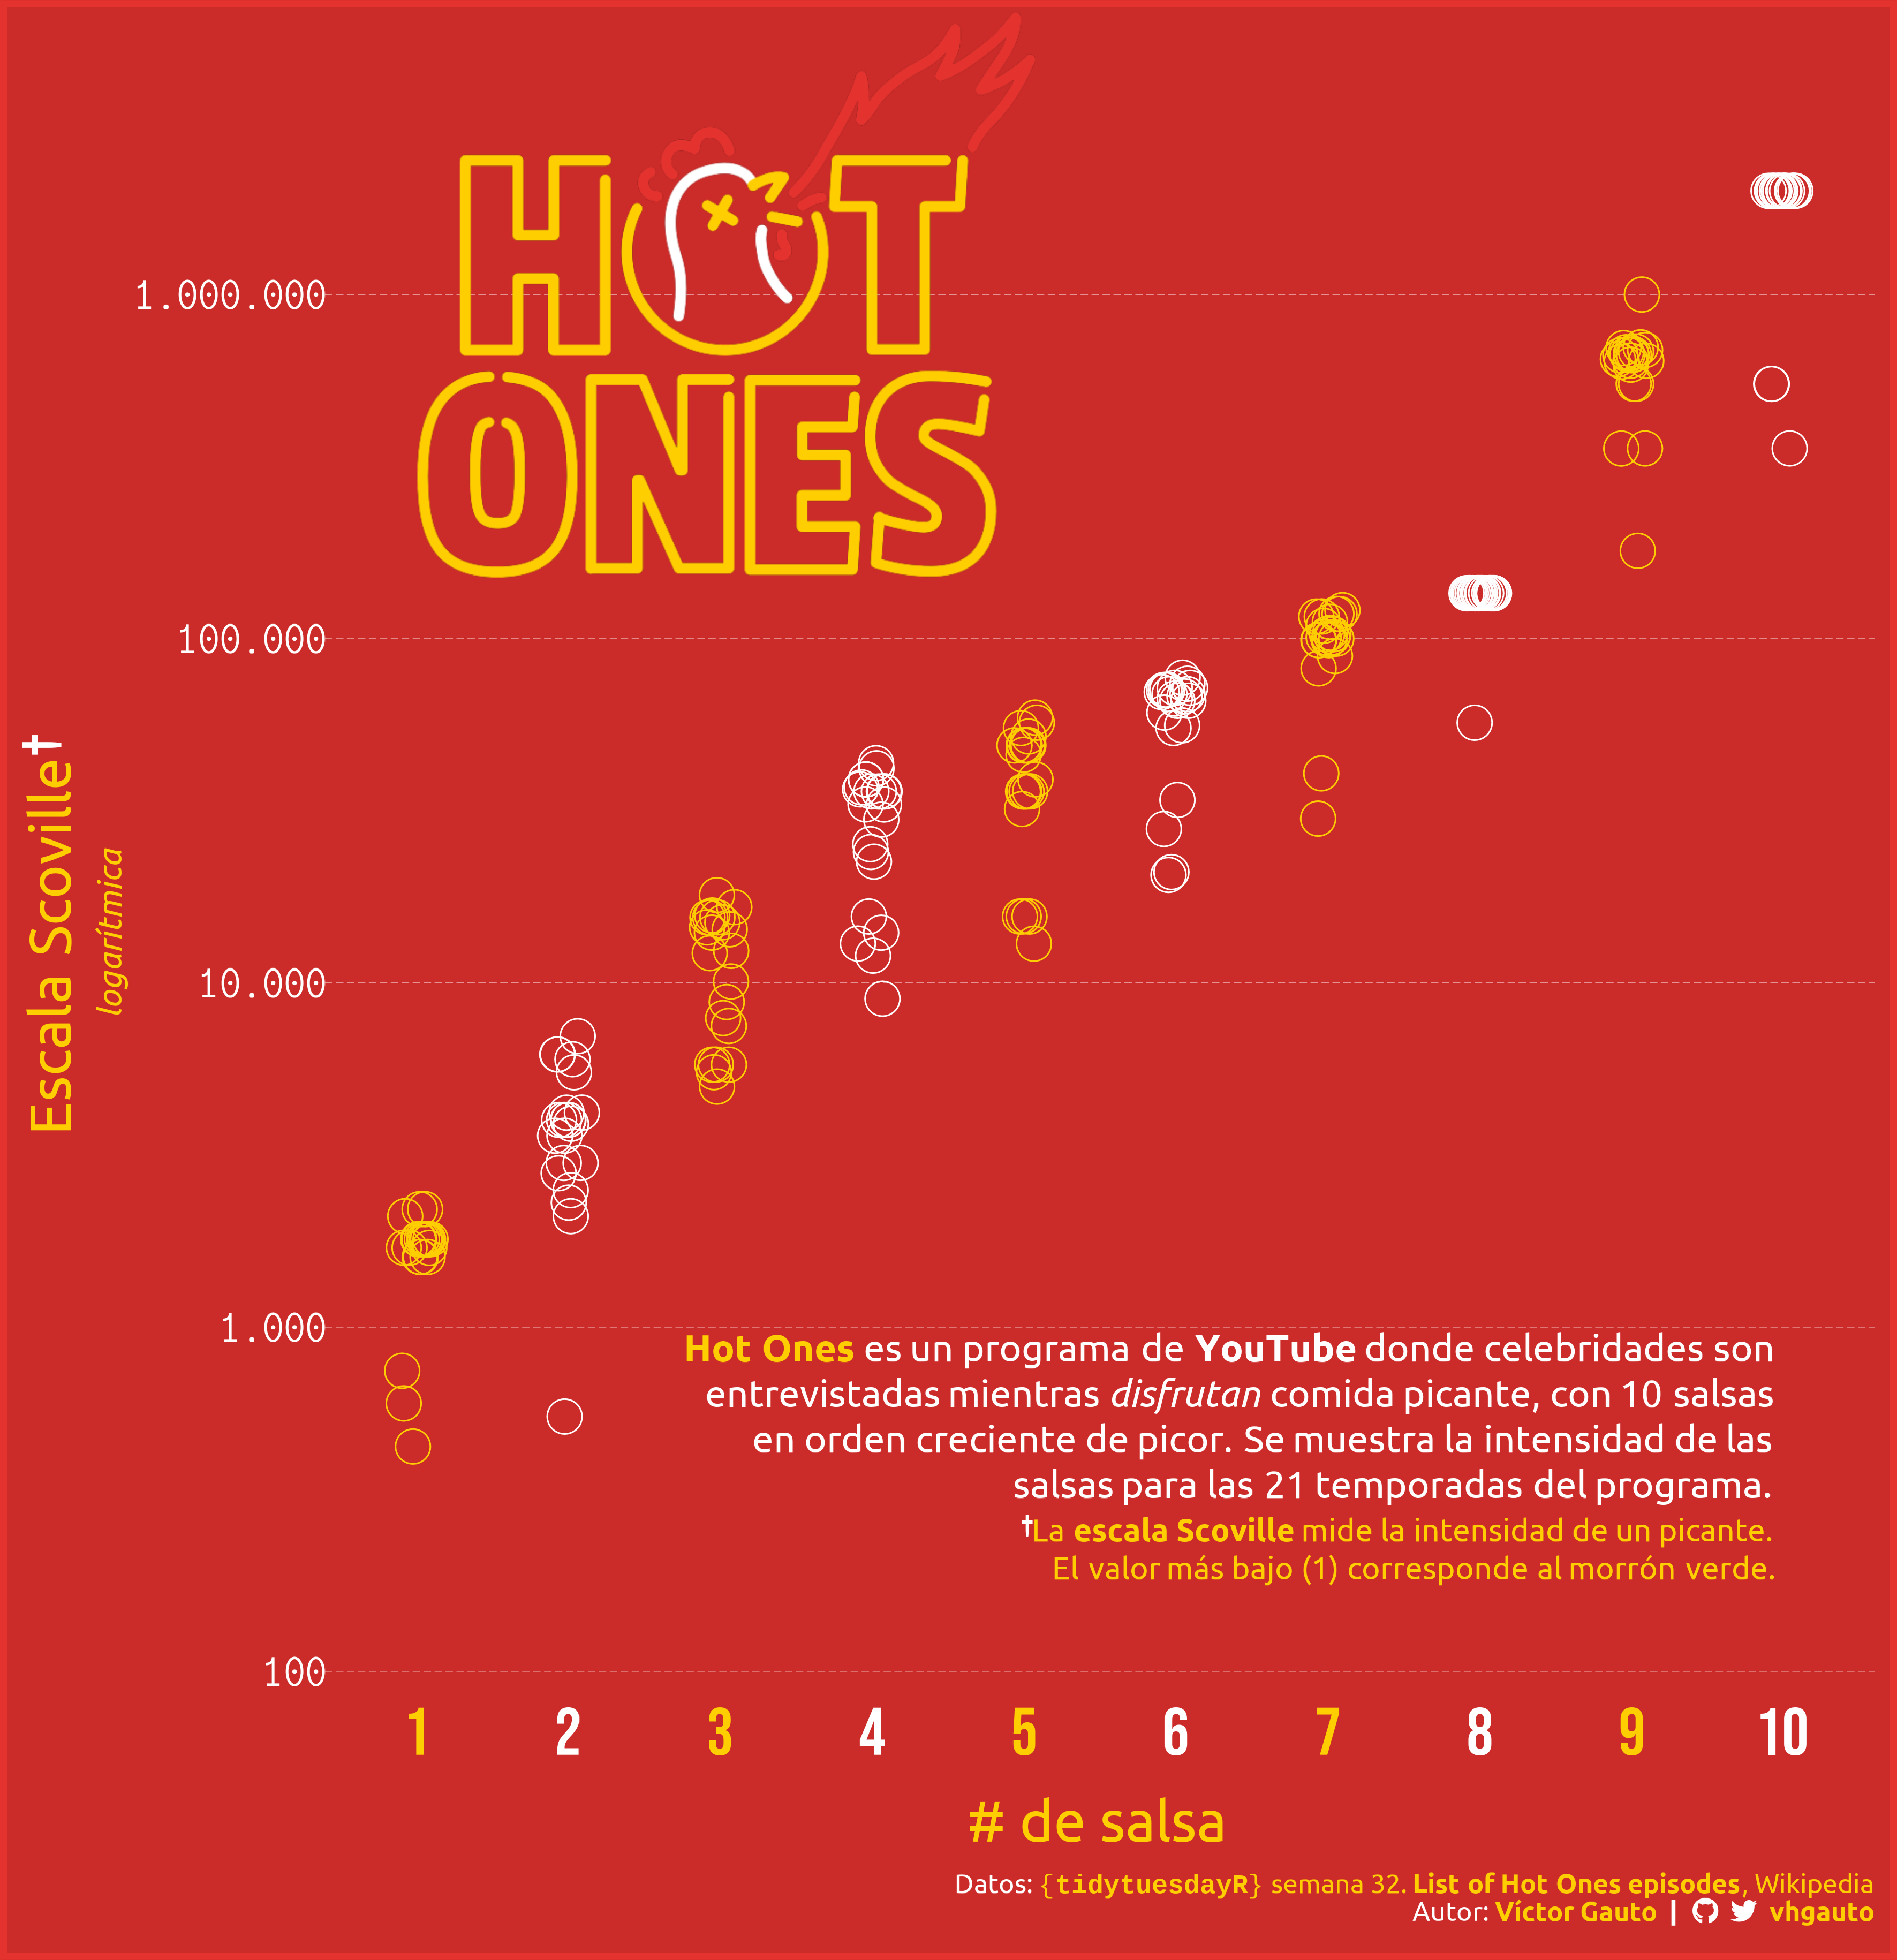 HOT
ONES
Escala Scoville†
logarítmica
1.000.000
100.000
10.000
1.000
100
Hot Ones es un programa de YouTube donde celebridades son
entrevistadas mientras disfrutan comida picante, con 10 salsas
en orden creciente de picor. Se muestra la intensidad de las
salsas para las 21 temporadas del programa.
†La escala Scoville mide la intensidad de un picante.
El valor más bajo (1) corresponde al morrón verde.
1 2 3 4 5 6 7 8 9 10
# de salsa
Datos: {tidytuesdayR} semana 32. List of Hot Ones episodes, Wikipedia
Autor: Víctor Gauto | vhgauto